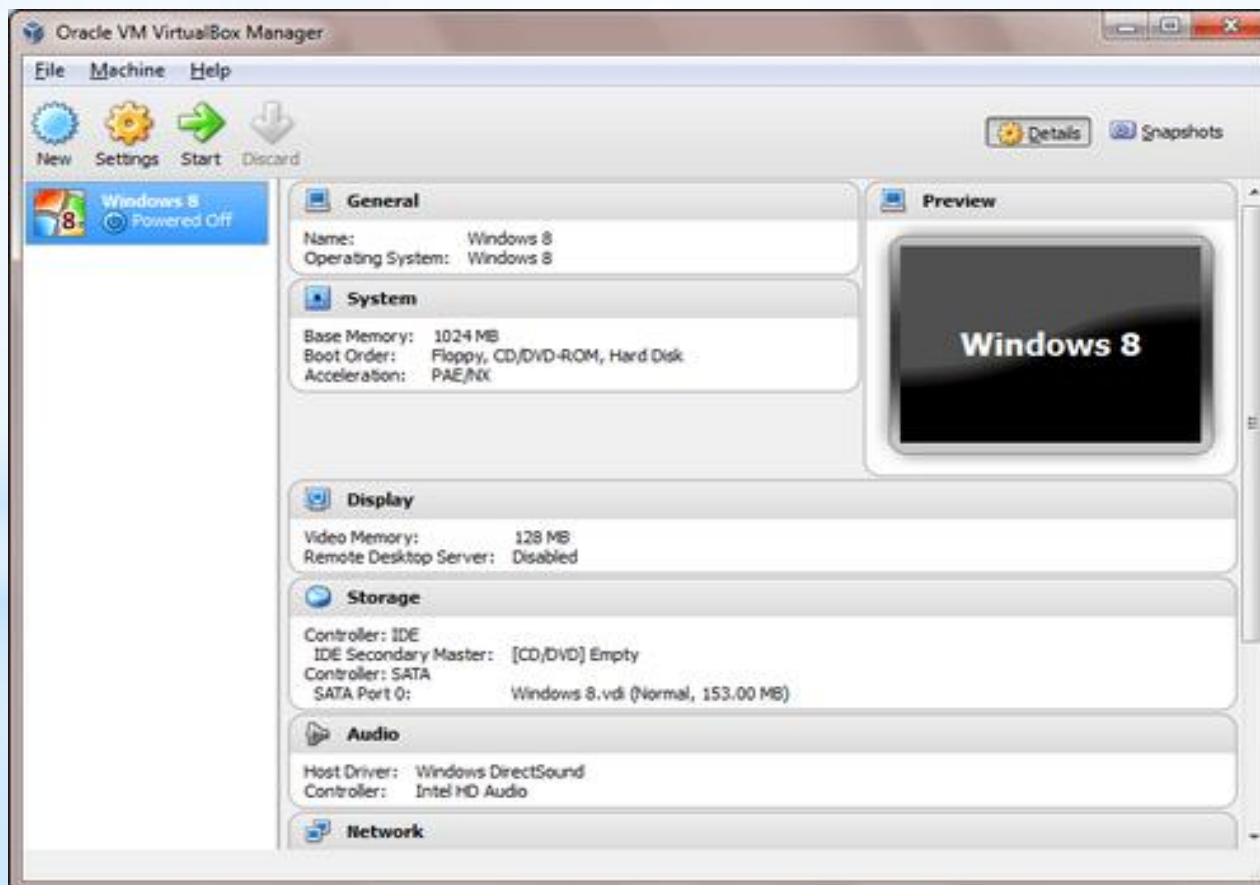 Oracle VM VirtualBox Manager
File Machine Help
New Settings Start Discard
Details Snapshots
8
Windows 8
Powered Off
General
Name: Windows 8
Operating System: Windows 8
System
Base Memory: 1024 MB
Boot Order: Floppy, CD/DVD-ROM, Hard Disk
Acceleration: PAE/NX
Preview
Windows 8
Display
Video Memory: 128 MB
Remote Desktop Server: Disabled
Storage
Controller: IDE
IDE Secondary Master: [CD/DVD] Empty
Controller: SATA
SATA Port 0: Windows 8.vdi (Normal, 153.00 MB)
Audio
Host Driver: Windows DirectSound
Controller: Intel HD Audio
Network